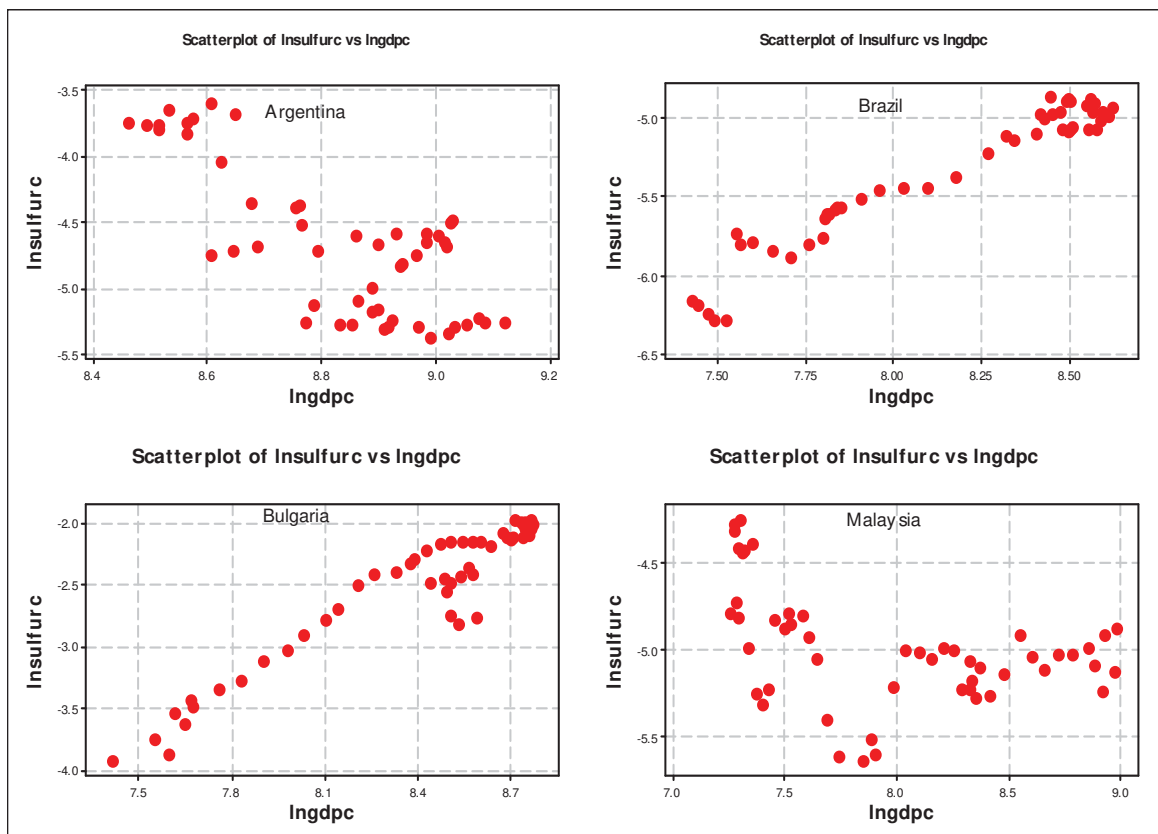 Scatterplot of lnsulfurc vs lngdpc
Argentina
lnsulfurc
-3.5
-4.0
-4.5
-5.0
-5.5
8.4 8.6 8.8 9.0 9.2
lngdpc
Scatterplot of lnsulfurc vs lngdpc
Brazil
lnsulfurc
-5.0
-5.5
-6.0
-6.5
7.50 7.75 8.00 8.25 8.50
lngdpc
Scatterplot of lnsulfurc vs lngdpc
Bulgaria
lnsulfurc
-2.0
-2.5
-3.0
-3.5
-4.0
7.5 7.8 8.1 8.4 8.7
lngdpc
Scatterplot of lnsulfurc vs lngdpc
Malaysia
lnsulfurc
-4.5
-5.0
-5.5
7.0 7.5 8.0 8.5 9.0
lngdpc